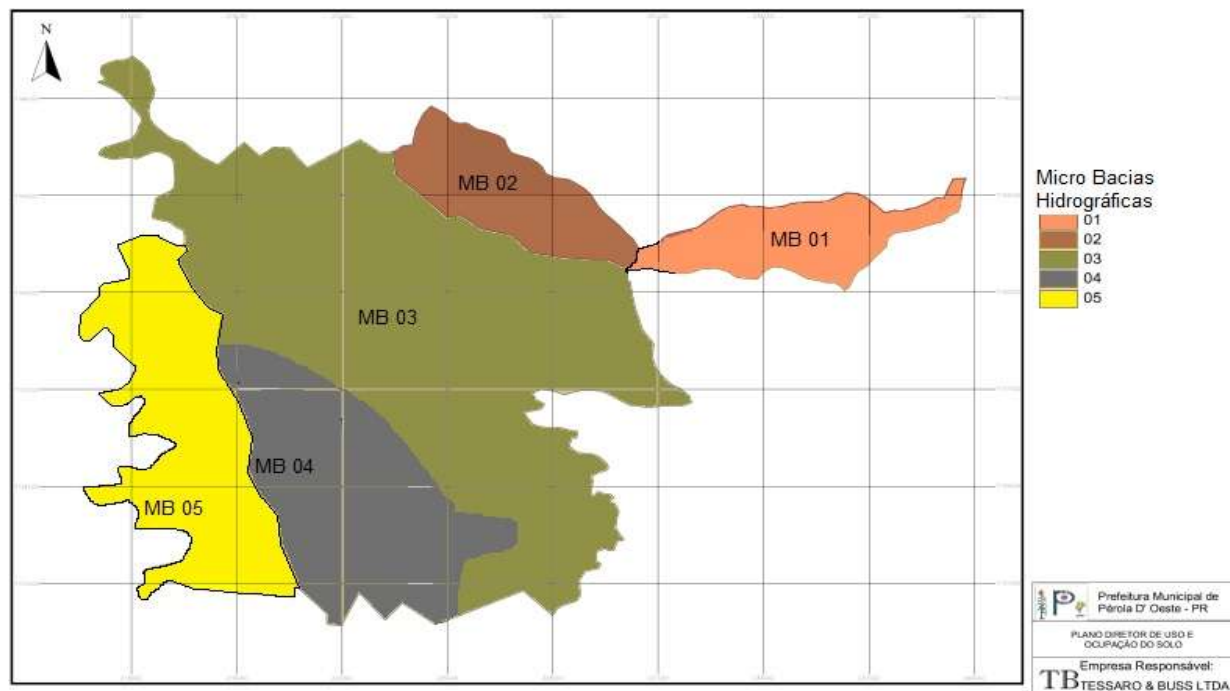 N
MB 02
MB 01
MB 03
MB 04
MB 05
Micro Bacias
Hidrográficas
01
02
03
04
05
Prefeitura Municipal de
Pérola D' Oeste - PR
PLANO DIRETOR DE USO E
OCUPAÇÃO DO SOLO
Empresa Responsável:
TB TESSARO & BUSS LTDA